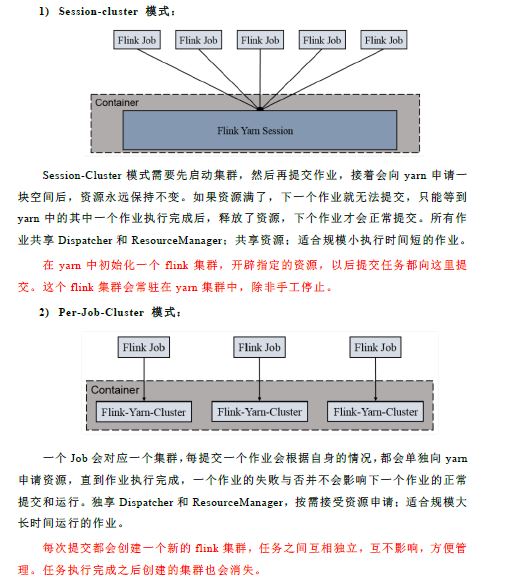 1) Session-cluster 模式：
Flink Job Flink Job Flink Job Flink Job Flink Job
Container
Flink Yarn Session
Session-Cluster 模式需要先启动集群，然后再提交作业，接着会向 yarn 申请一
块空间后，资源永远保持不变。如果资源满了，下一个作业就无法提交，只能等到
yarn 中的其中一个作业执行完成后，释放了资源，下个作业才会正常提交。所有作
业共享 Dispatcher 和 ResourceManager；共享资源；适合规模小执行时间短的作业。
在 yarn 中初始化一个 flink 集群，开辟指定的资源，以后提交任务都向这里提
交。这个 flink 集群会常驻在 yarn 集群中，除非手工停止。
2) Per-Job-Cluster 模式：
Flink Job Flink Job Flink Job
Container
Flink-Yarn-Cluster Flink-Yarn-Cluster Flink-Yarn-Cluster
一个 Job 会对应一个集群，每提交一个作业会根据自身的情况，都会单独向 yarn
申请资源，直到作业执行完成，一个作业的失败与否并不会影响下一个作业的正常
提交和运行。独享 Dispatcher 和 ResourceManager，按需接受资源申请；适合规模大
长时间运行的作业。
每次提交都会创建一个新的 flink 集群，任务之间互相独立，互不影响，方便管
理。任务执行完成之后创建的集群也会消失。